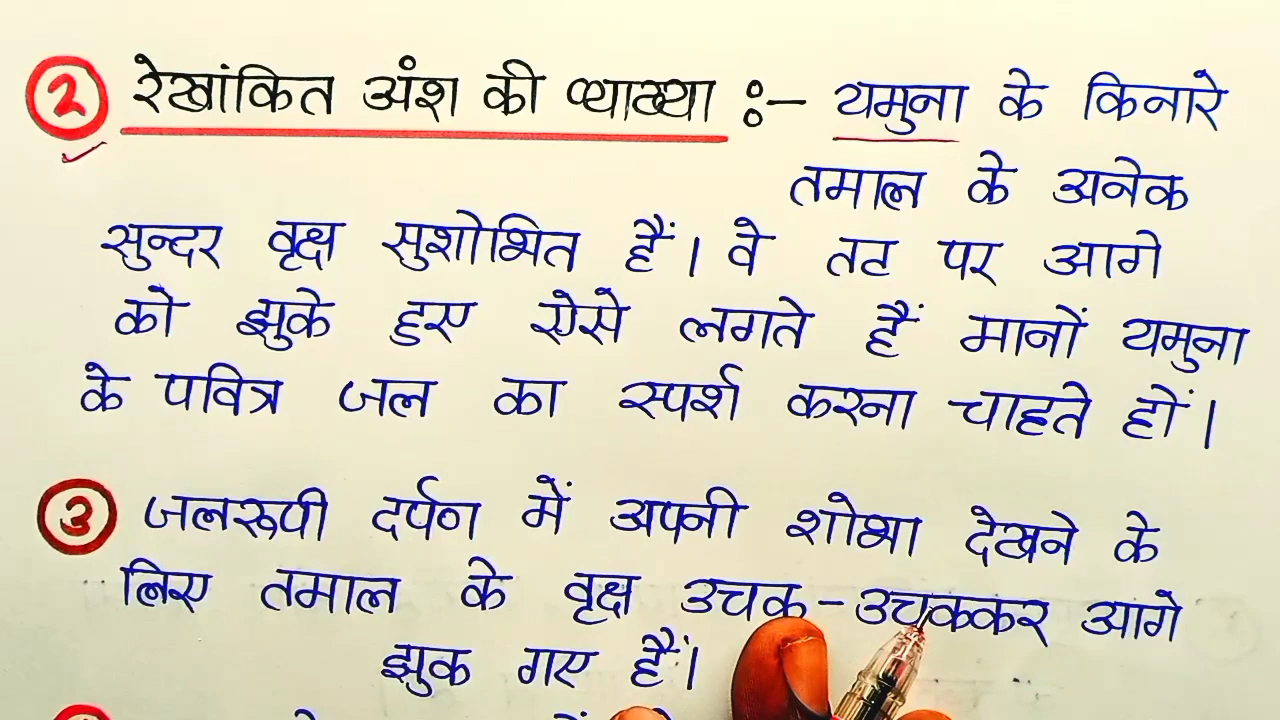 ② रेखांकित अंश की व्याख्या :- यमुना के किनारे
तमाल के अनेक
सुन्दर वृक्ष सुशोभित हैं। वे तट पर आगे
को झुके हुए ऐसे लगते हैं मानों यमुना
के पवित्र जल का स्पर्श करना चाहते हों।
③ जलरूपी दर्पण में अपनी शोभा देखने के
लिए तमाल के वृक्ष उचक-उचककर आगे
झुक गए हैं।